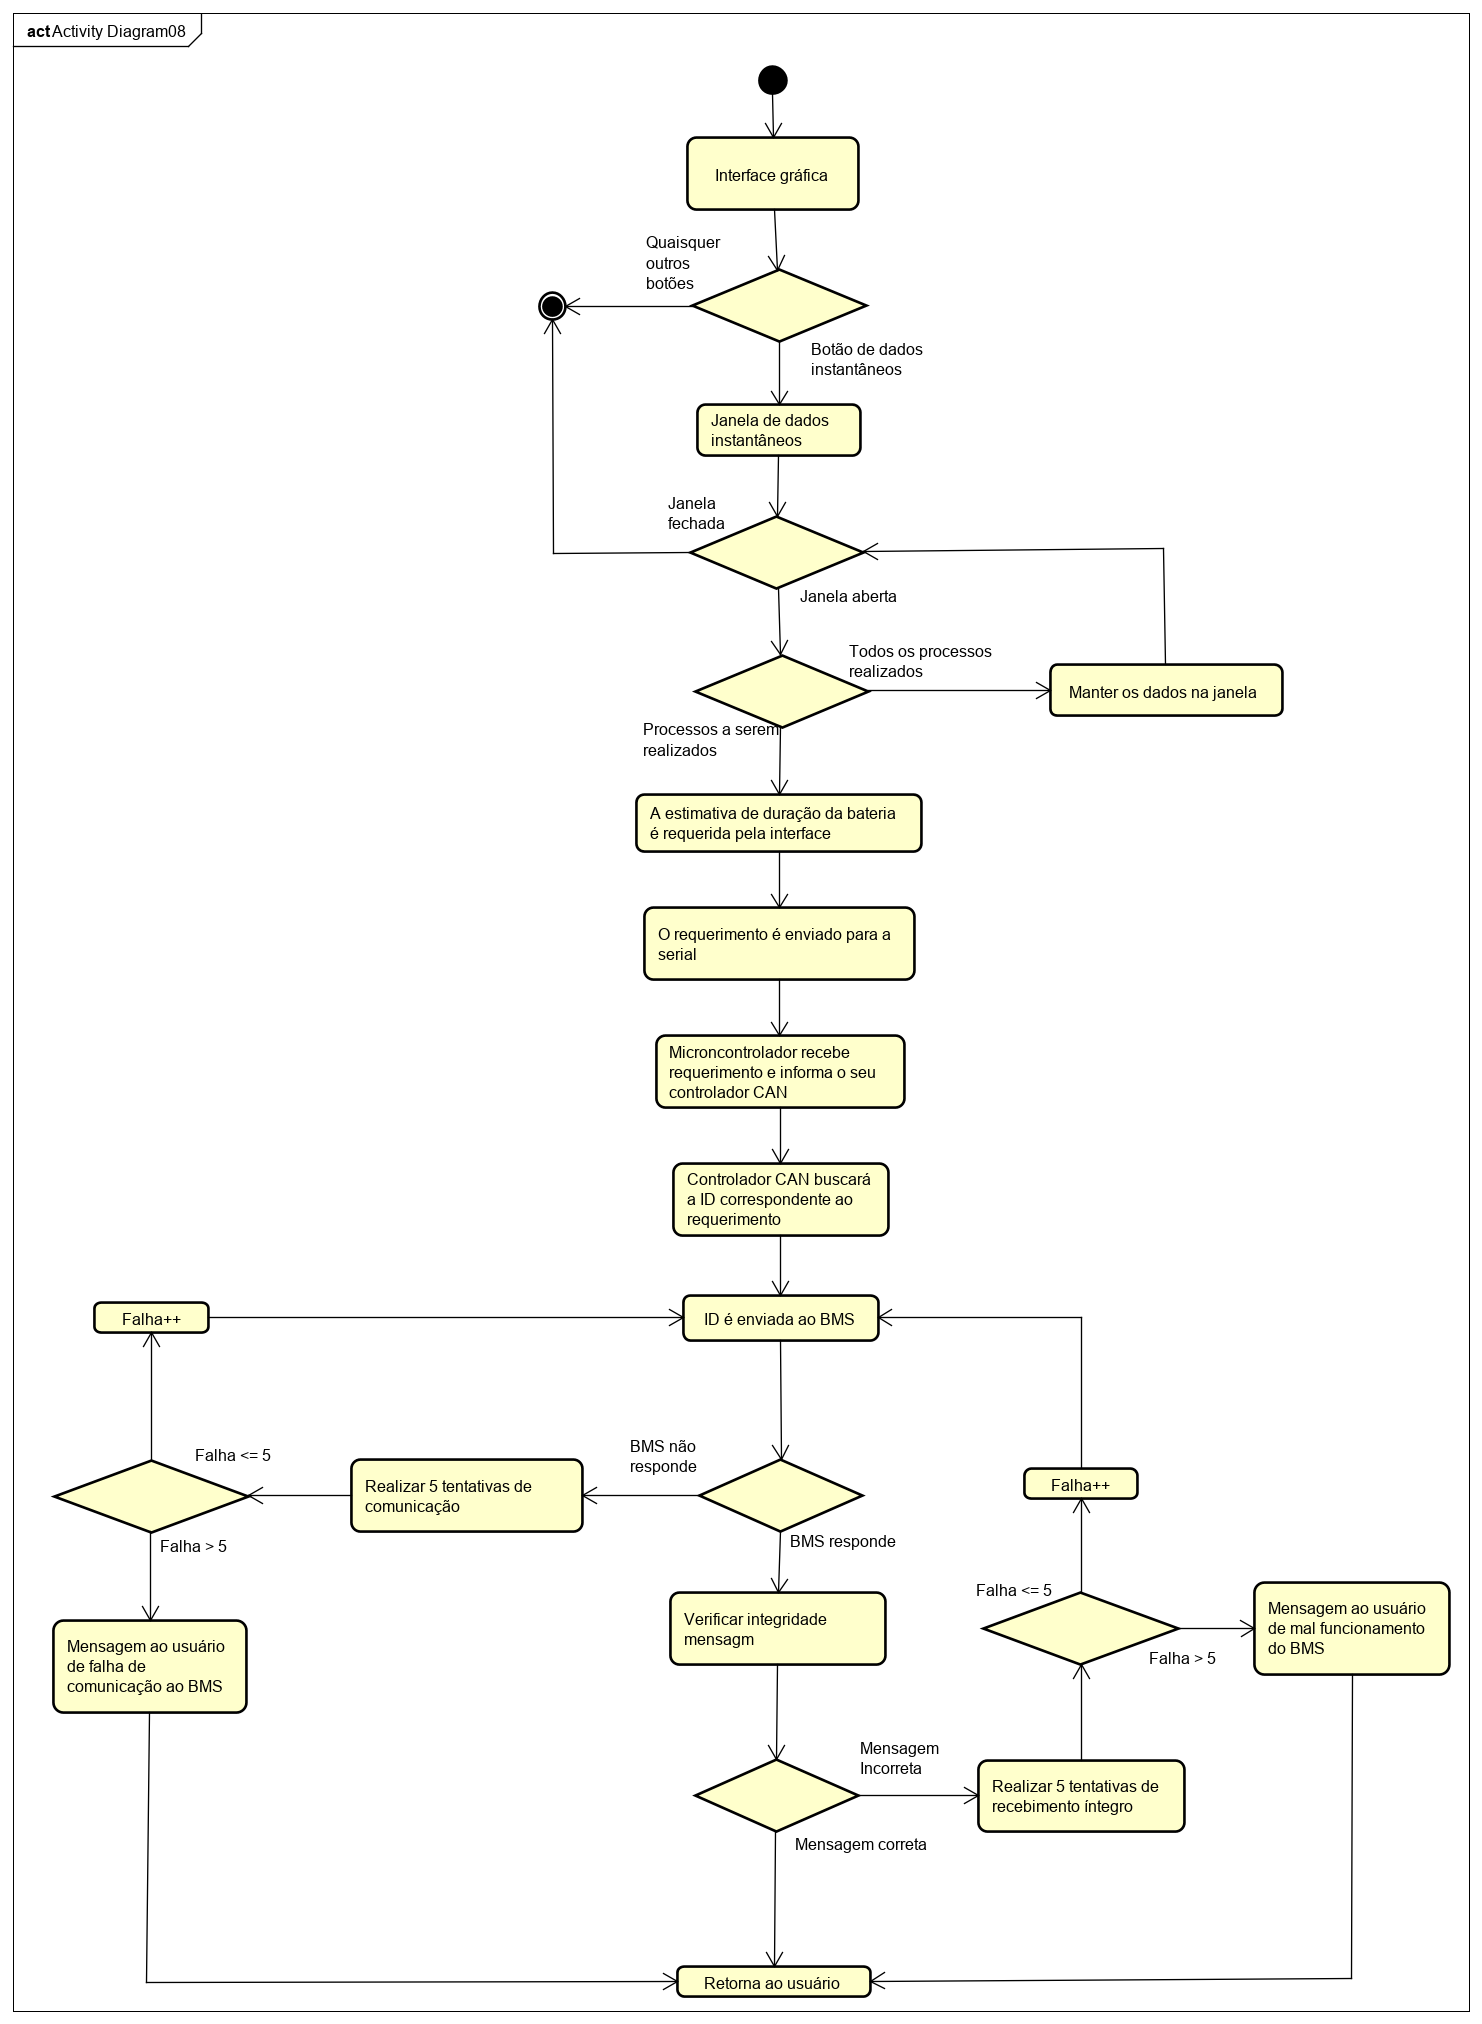 act Activity Diagram08
Interface gráfica
Quaisquer
outros
botões
Botão de dados
instantâneos
Janela de dados
instantâneos
Janela
fechada
Janela aberta
Todos os processos
realizados
Manter os dados na janela
Processos a serem
realizados
A estimativa de duração da bateria
é requerida pela interface
O requerimento é enviado para a
serial
Microncontrolador recebe
requerimento e informa o seu
controlador CAN
Controlador CAN buscará
a ID correspondente ao
requerimento
Falha++
ID é enviada ao BMS
Falha <= 5
Realizar 5 tentativas de
comunicação
BMS não
responde
Falha++
Falha > 5
BMS responde
Falha <= 5
Mensagem ao usuário
de falha de
comunicação ao BMS
Verificar integridade
mensagm
Mensagem ao usuário
de mal funcionamento
do BMS
Falha > 5
Mensagem
Incorreta
Realizar 5 tentativas de
recebimento íntegro
Mensagem correta
Retorna ao usuário